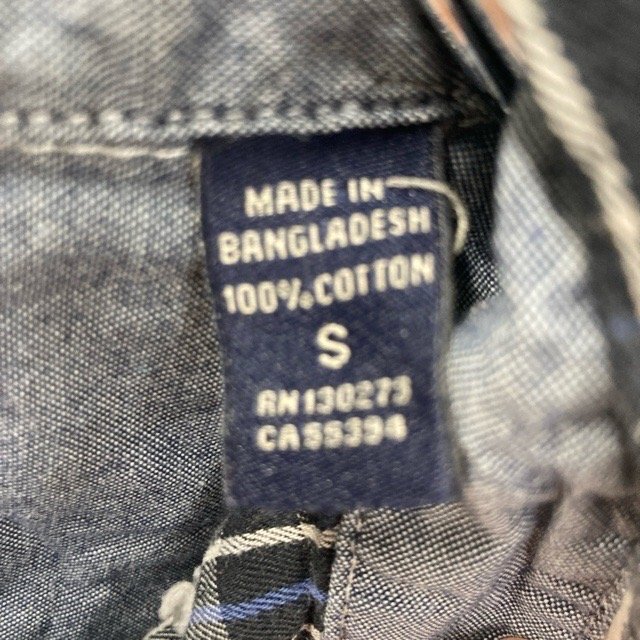 MADE IN
BANGLADESH
100% COTTON
S
RN130273
CA55394